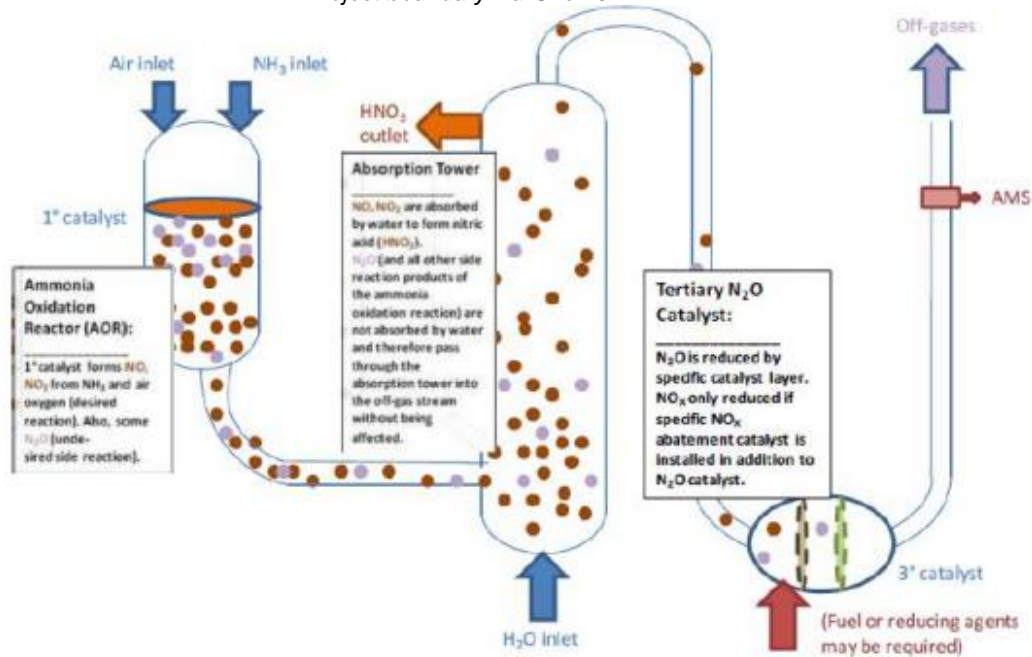 Air inlet
NH₃ inlet
Off-gases
HNO₃
outlet
AMS
1° catalyst
Absorption Tower
NO, NO₂ are absorbed
by water to form nitric
acid (HNO₃).
N₂O (and all other side
reaction products of
the ammonia
oxidation reaction) are
not absorbed by water
and therefore pass
through the
absorption tower into
the off-gas stream
without being
affected.
Ammonia
Oxidation
Reactor (AOR):
1° catalyst forms NO,
NO₂ from NH₃ and air
oxygen (desired
reaction). Also, some
N₂O (unde-
sired side reaction).
Tertiary N₂O
Catalyst:
N₂O is reduced by
specific catalyst layer.
NOₓ only reduced if
specific NOₓ
abatement catalyst is
installed in addition to
N₂O catalyst.
3° catalyst
H₂O inlet
(Fuel or reducing agents
may be required)